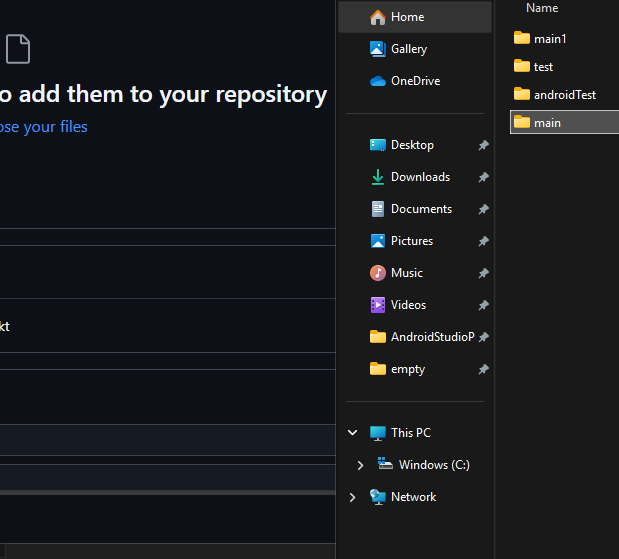 o add them to your repository
ose your files
kt
Home
Gallery
OneDrive
Desktop
Downloads
Documents
Pictures
Music
Videos
AndroidStudioP
empty
This PC
Windows (C:)
Network
Name
main1
test
androidTest
main